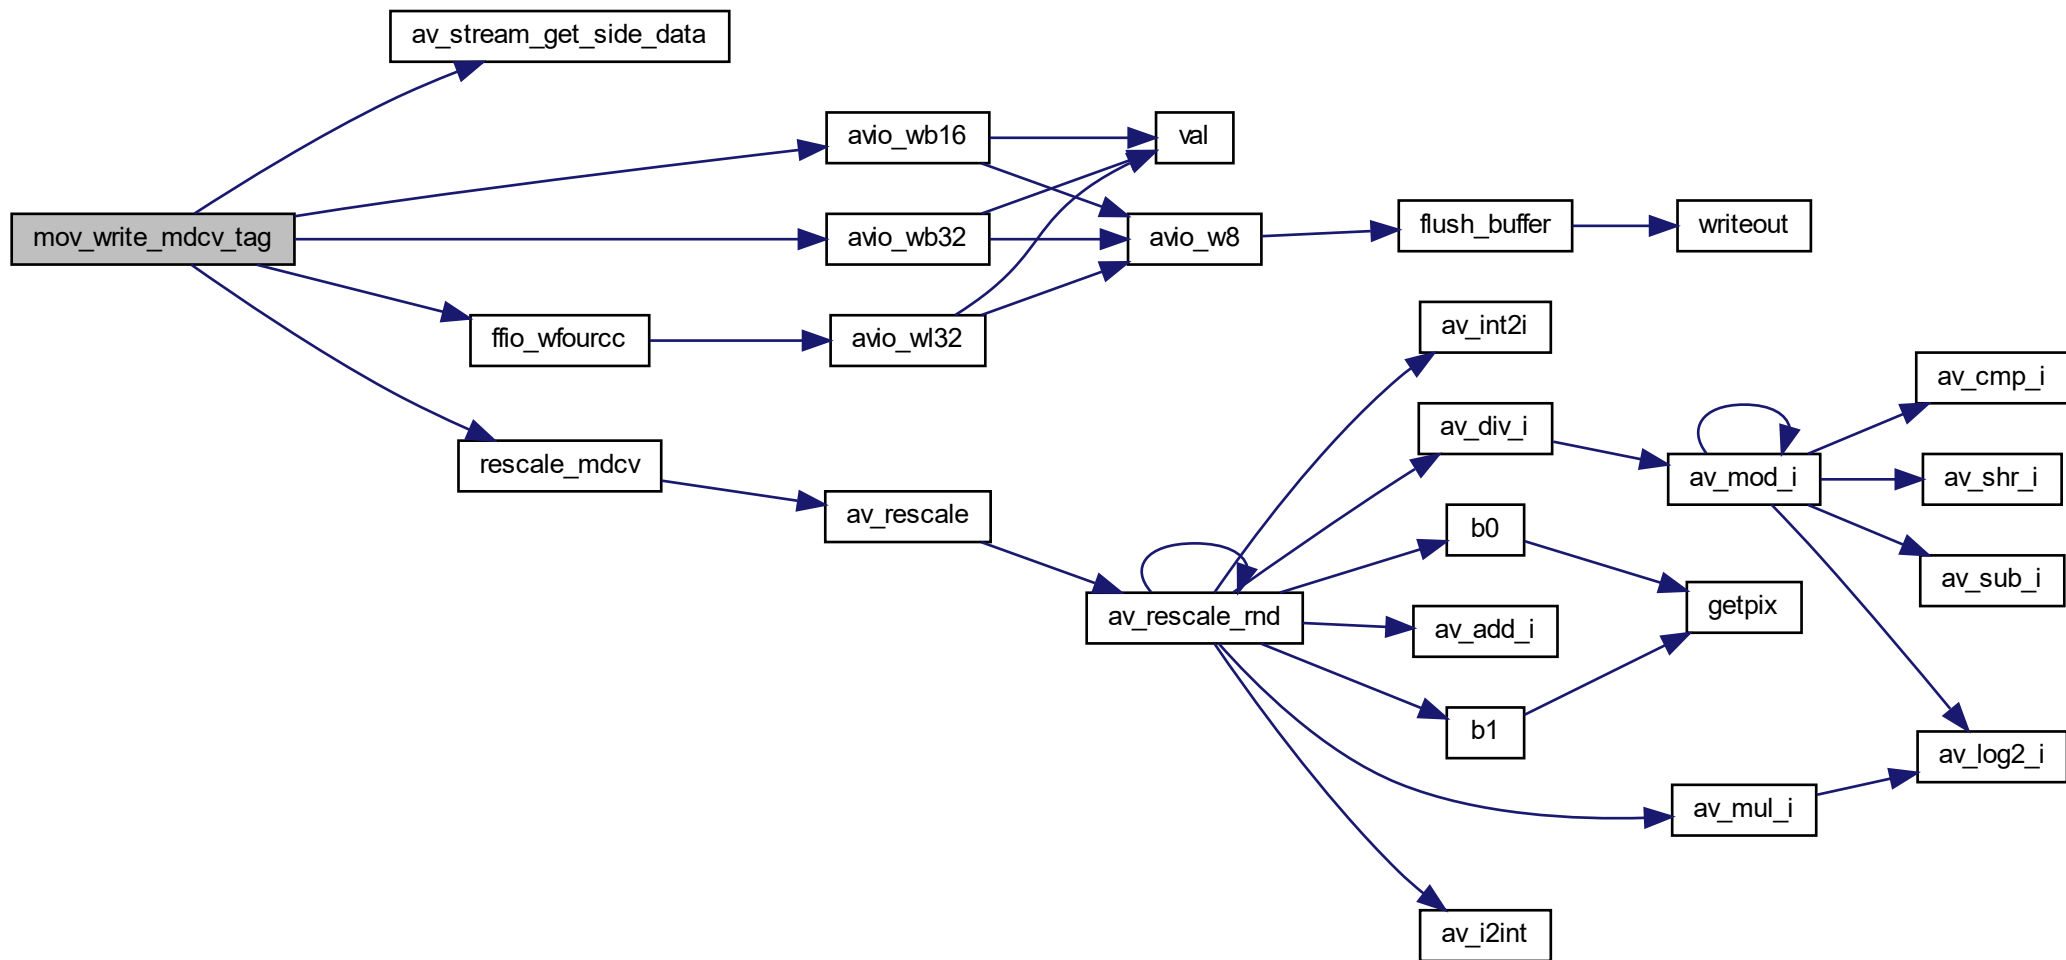 av_stream_get_side_data
avio_wb16
val
mov_write_mdcv_tag
avio_wb32
avio_w8
flush_buffer
writeout
ffio_wfourcc
avio_wl32
av_int2i
av_cmp_i
av_div_i
rescale_mdcv
av_mod_i
av_shr_i
av_rescale
b0
av_sub_i
av_rescale_rnd
av_add_i
getpix
b1
av_log2_i
av_mul_i
av_i2int